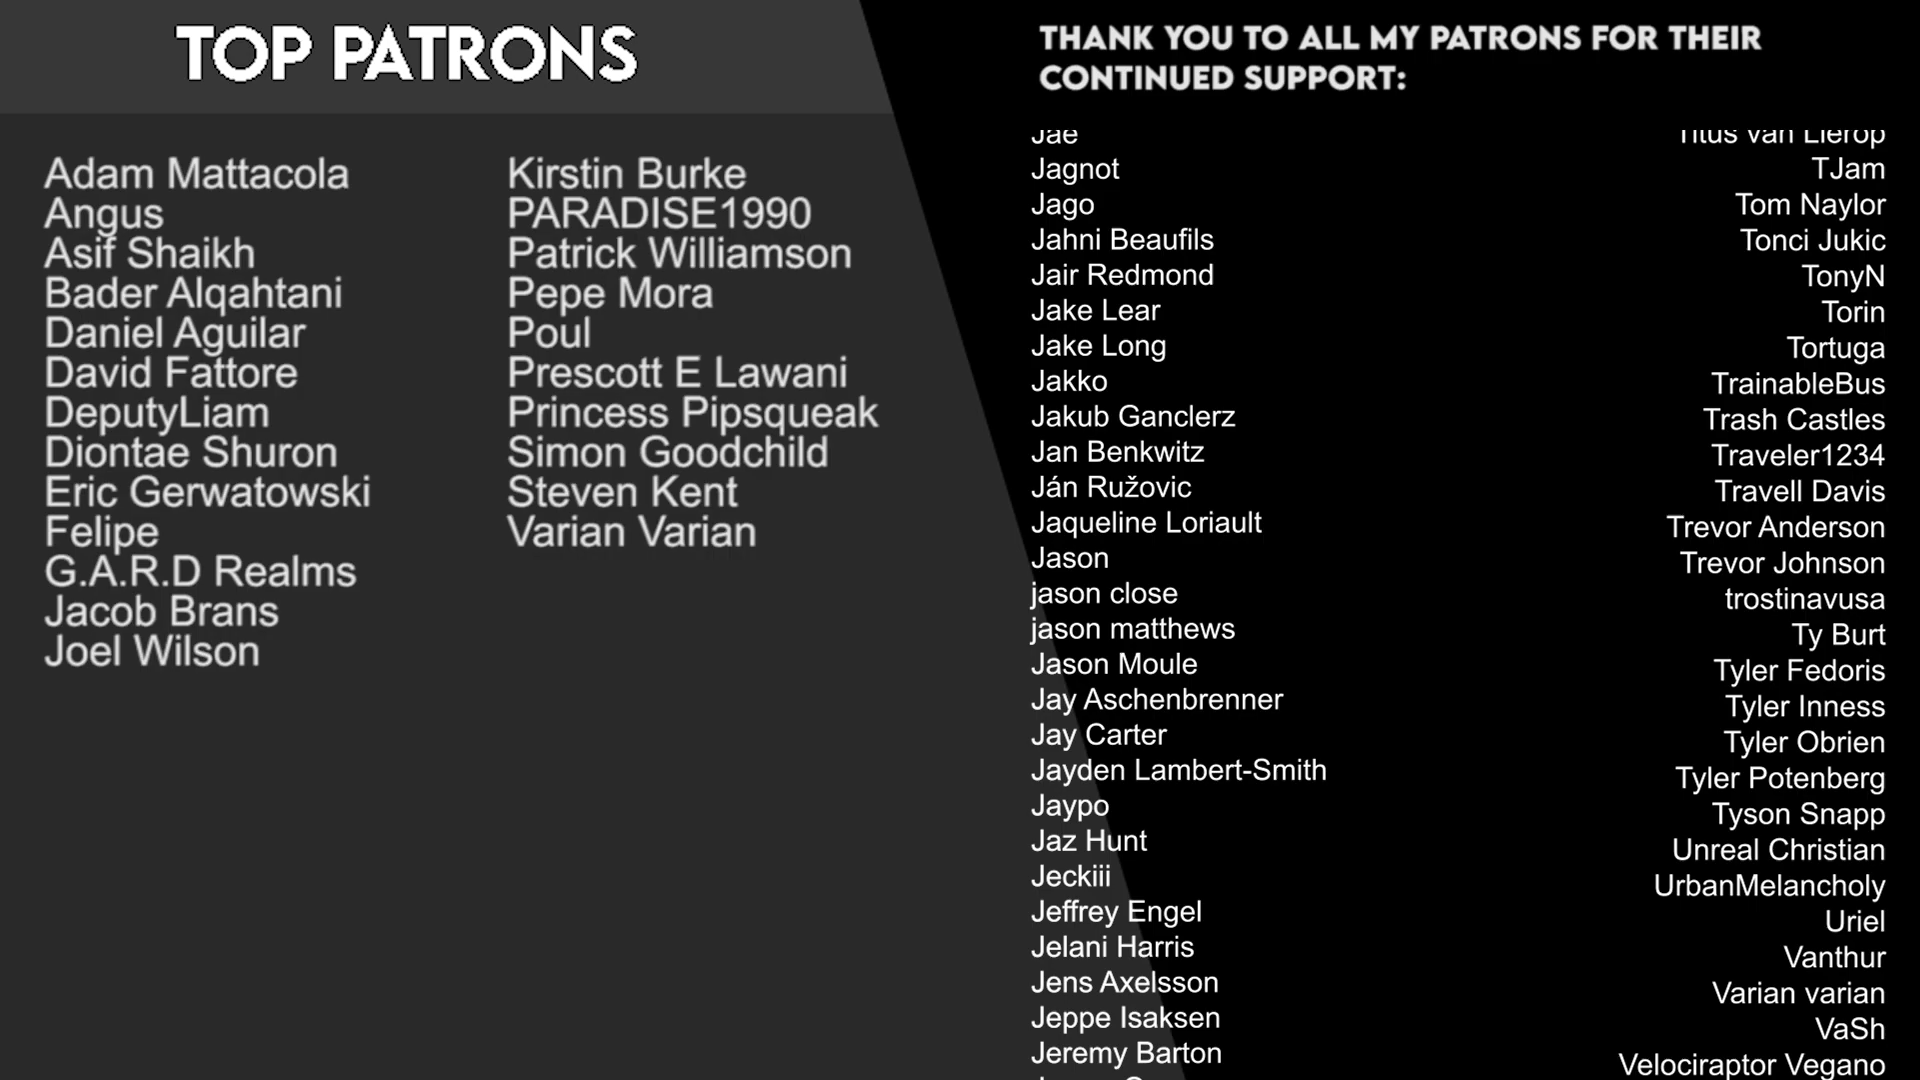 TOP PATRONS
Adam Mattacola
Angus
Asif Shaikh
Bader Alqahtani
Daniel Aguilar
David Fattore
DeputyLiam
Diontae Shuron
Eric Gerwatowski
Felipe
G.A.R.D Realms
Jacob Brans
Joel Wilson
Kirstin Burke
PARADISE1990
Patrick Williamson
Pepe Mora
Poul
Prescott E Lawani
Princess Pipsqueak
Simon Goodchild
Steven Kent
Varian Varian
THANK YOU TO ALL MY PATRONS FOR THEIR
CONTINUED SUPPORT:
Jae
Jagnot
Jago
Jahni Beaufils
Jair Redmond
Jake Lear
Jake Long
Jakko
Jakub Ganclerz
Jan Benkwitz
Ján Ružovic
Jaqueline Loriault
Jason
jason close
jason matthews
Jason Moule
Jay Aschenbrenner
Jay Carter
Jayden Lambert-Smith
Jaypo
Jaz Hunt
Jeckiii
Jeffrey Engel
Jelani Harris
Jens Axelsson
Jeppe Isaksen
Jeremy Barton
Titus van Lierop
TJam
Tom Naylor
Tonci Jukic
TonyN
Torin
Tortuga
TrainableBus
Trash Castles
Traveler1234
Travell Davis
Trevor Anderson
Trevor Johnson
trostinavusa
Ty Burt
Tyler Fedoris
Tyler Inness
Tyler Obrien
Tyler Potenberg
Tyson Snapp
Unreal Christian
UrbanMelancholy
Uriel
Vanthur
Varian varian
VaSh
Velociraptor Vegano